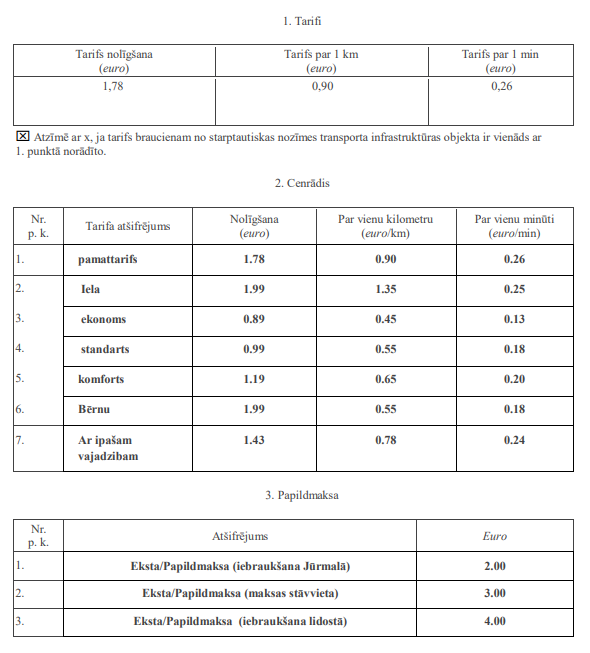 1. Tarifi
Tarifs nolīgšana Tarifs par 1 km Tarifs par 1 min
(euro) (euro) (euro)
1,78 0,90 0,26
☒ Atzīmē ar x, ja tarifs braucienam no starptautiskas nozīmes transporta infrastruktūras objekta ir vienāds ar
1. punktā norādīto.
2. Cenrādis
Nr. Tarifa atšifrējums Nolīgšana Par vienu kilometru Par vienu minūti
p. k. (euro) (euro/km) (euro/min)
1. pamattarifs 1.78 0.90 0.26
2. Iela 1.99 1.35 0.25
3. ekonoms 0.89 0.45 0.13
4. standarts 0.99 0.55 0.18
5. komforts 1.19 0.65 0.20
6. Bērnu 1.99 0.55 0.18
7. Ar īpašam 1.43 0.78 0.24
vajadzibam
3. Papildmaksa
Nr. Atšifrējums Euro
p. k.
1. Eksta/Papildmaksa (iebraukšana Jūrmalā) 2.00
2. Eksta/Papildmaksa (maksas stāvvieta) 3.00
3. Eksta/Papildmaksa (iebraukšana lidostā) 4.00